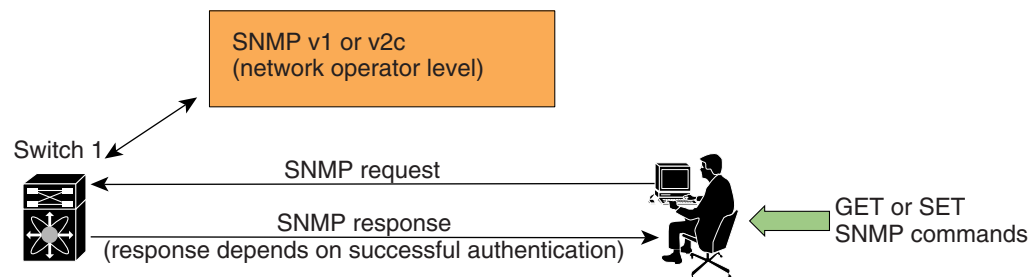 SNMP v1 or v2c
(network operator level)
Switch 1
SNMP request
SNMP response
(response depends on successful authentication)
GET or SET
SNMP commands